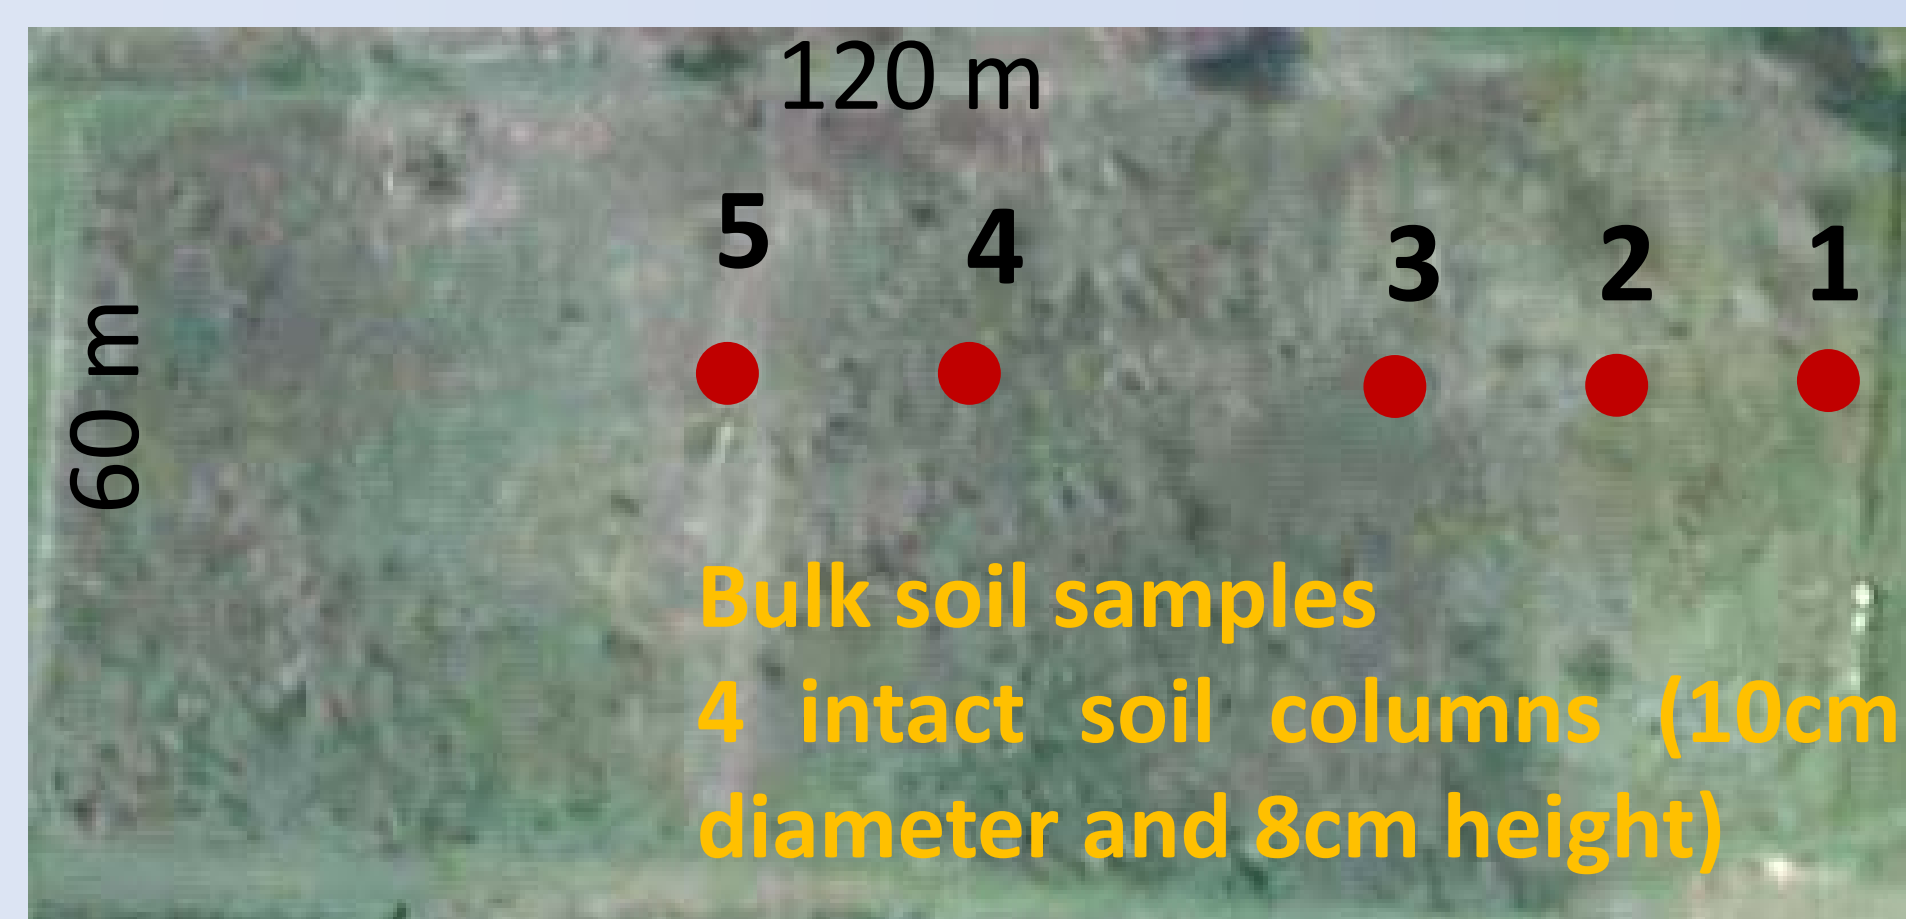 120 m
5 4 3 2 1
60 m
Bulk soil samples
4 intact soil columns (10cm
diameter and 8cm height)